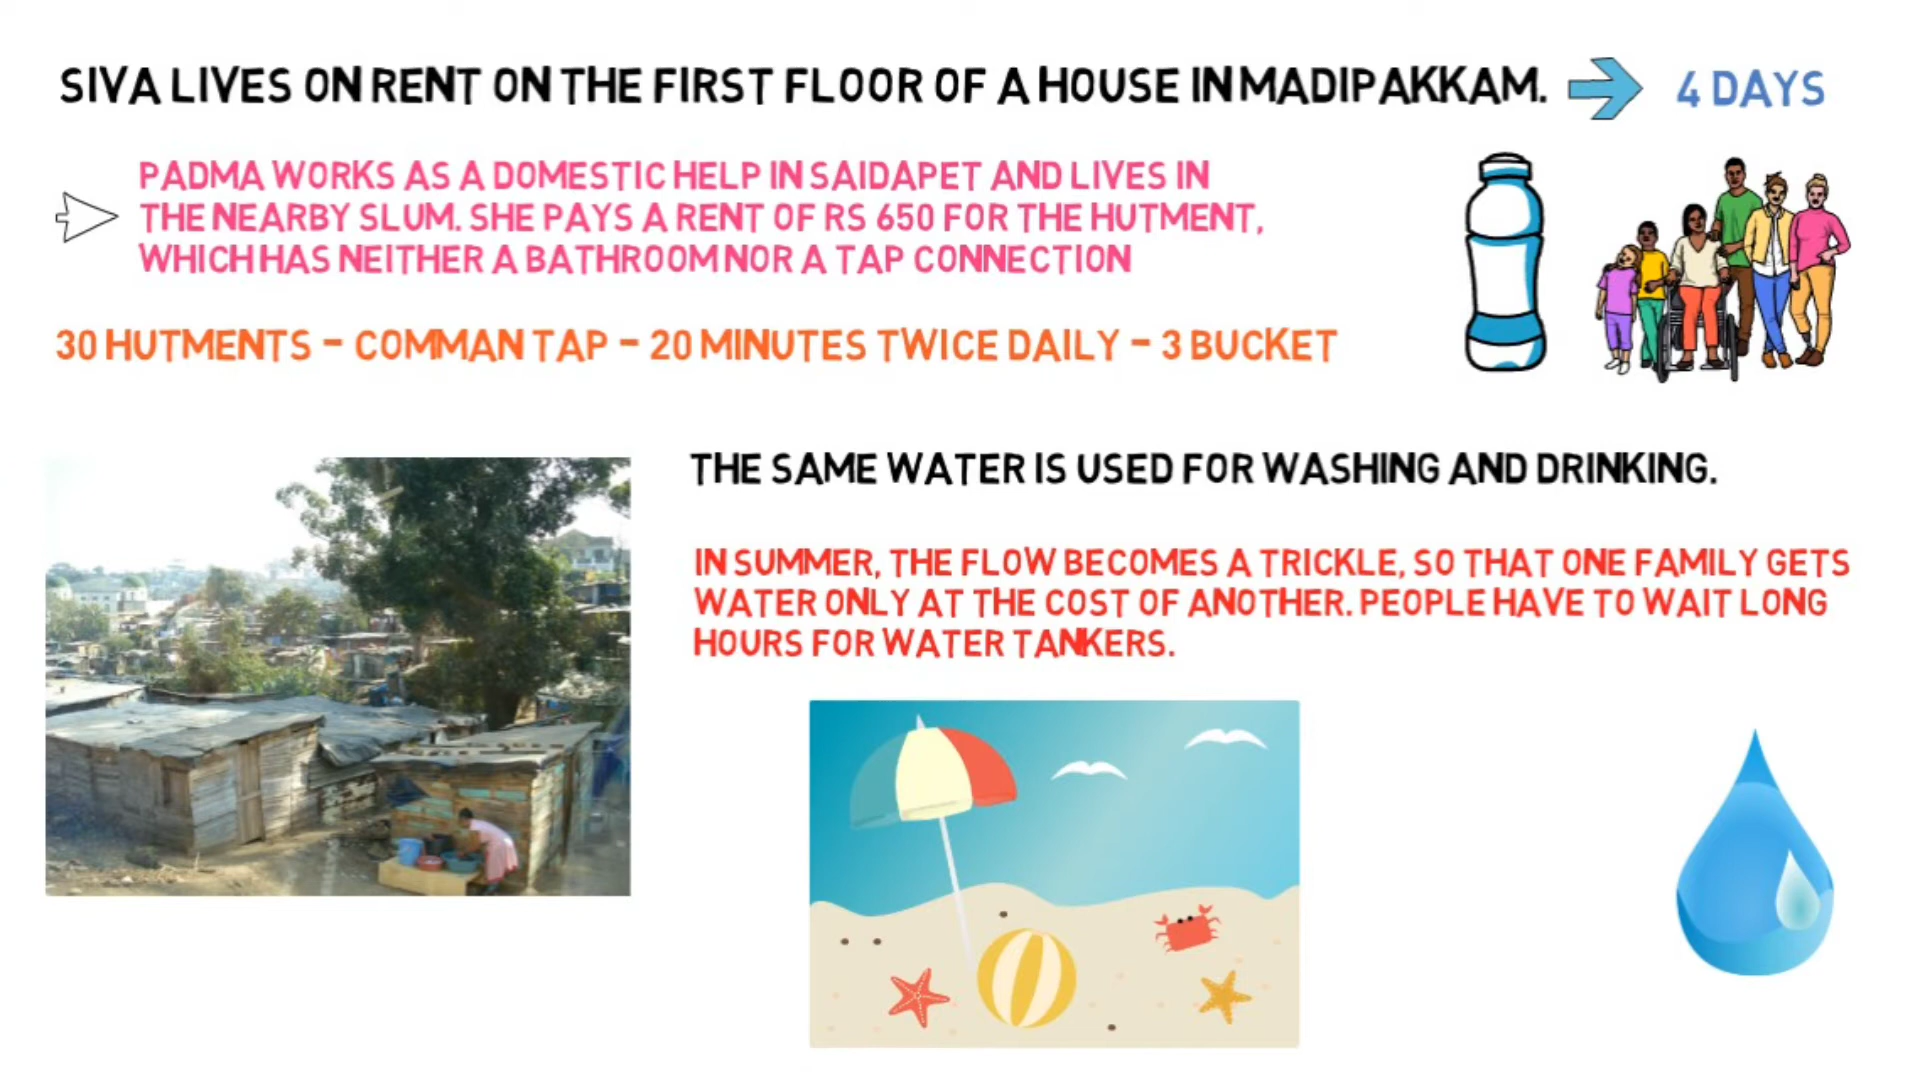 SIVA LIVES ON RENT ON THE FIRST FLOOR OF A HOUSE IN MADIPAKKAM. 4 DAYS
PADMA WORKS AS A DOMESTIC HELP IN SAIDAPET AND LIVES IN
THE NEARBY SLUM. SHE PAYS A RENT OF RS 650 FOR THE HUTMENT,
WHICH HAS NEITHER A BATHROOM NOR A TAP CONNECTION
30 HUTMENTS - COMMAN TAP - 20 MINUTES TWICE DAILY - 3 BUCKET
THE SAME WATER IS USED FOR WASHING AND DRINKING.
IN SUMMER, THE FLOW BECOMES A TRICKLE, SO THAT ONE FAMILY GETS
WATER ONLY AT THE COST OF ANOTHER. PEOPLE HAVE TO WAIT LONG
HOURS FOR WATER TANKERS.